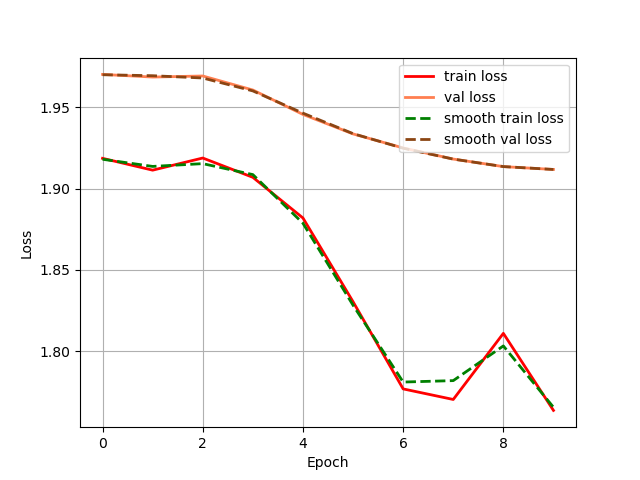 train loss
val loss
smooth train loss
smooth val loss
1.95
1.90
1.85
1.80
Loss
0 2 4 6 8
Epoch